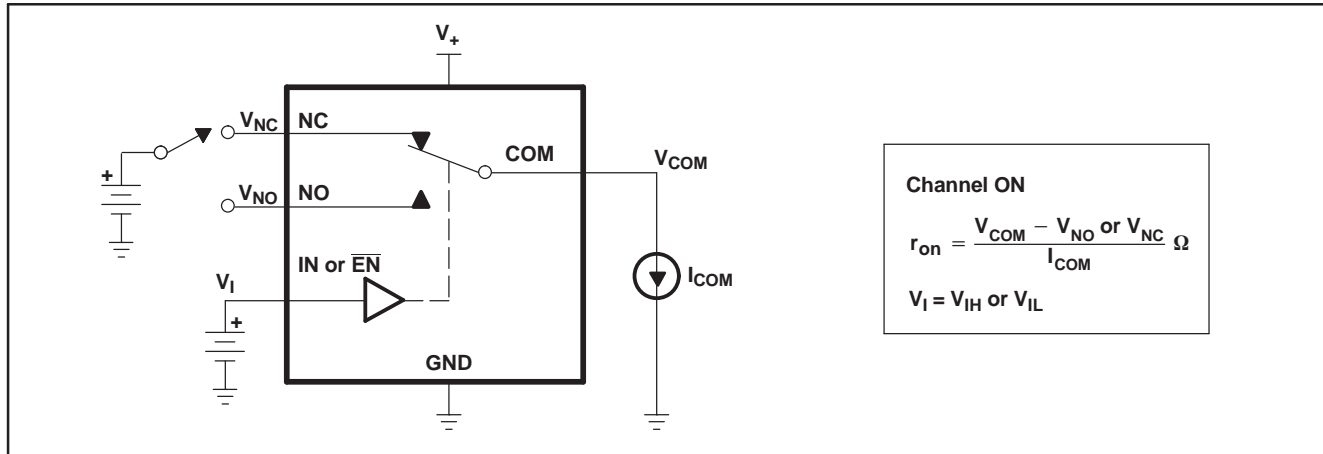 V+
VNC NC
COM VCOM
+
VNO NO
IN or EN
VI
+
ICOM
GND
Channel ON
ron = VCOM − VNO or VNC Ω
ICOM
VI = VIH or VIL